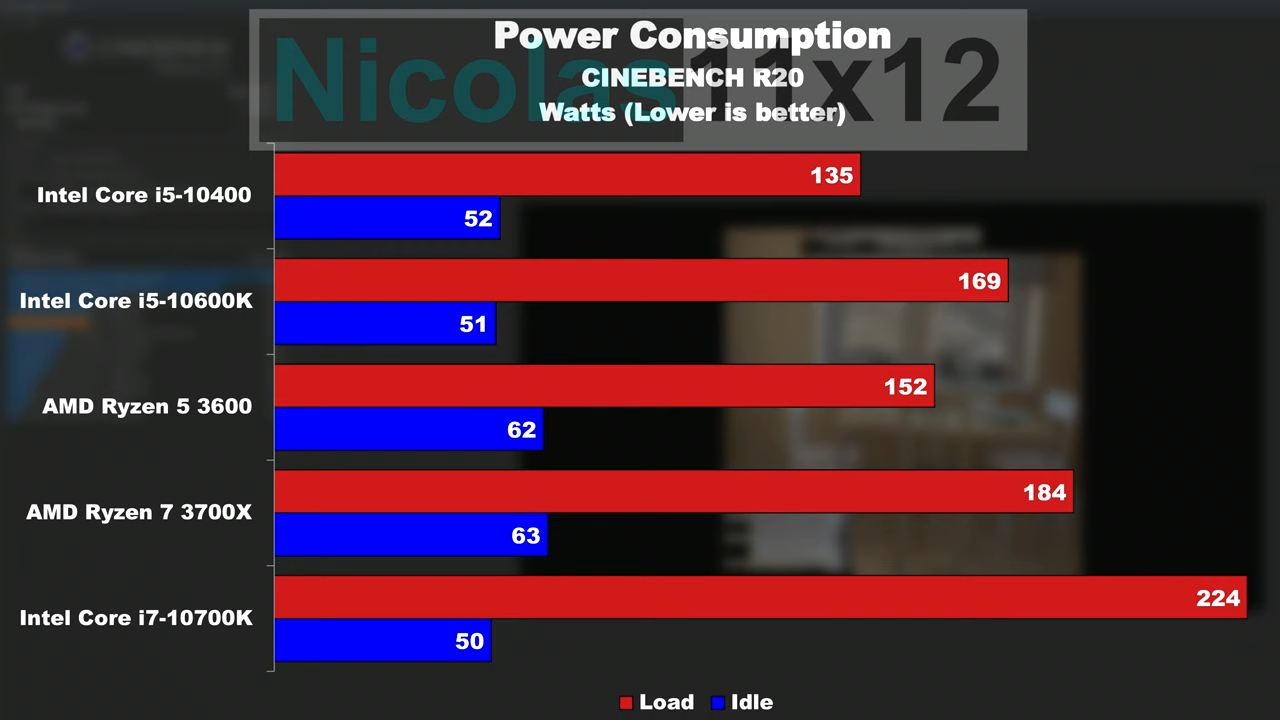 Nicolas11x12
Power Consumption
CINEBENCH R20
Watts (Lower is better)
Intel Core i5-10400
135
52
Intel Core i5-10600K
169
51
AMD Ryzen 5 3600
152
62
AMD Ryzen 7 3700X
184
63
Intel Core i7-10700K
224
50
Load Idle